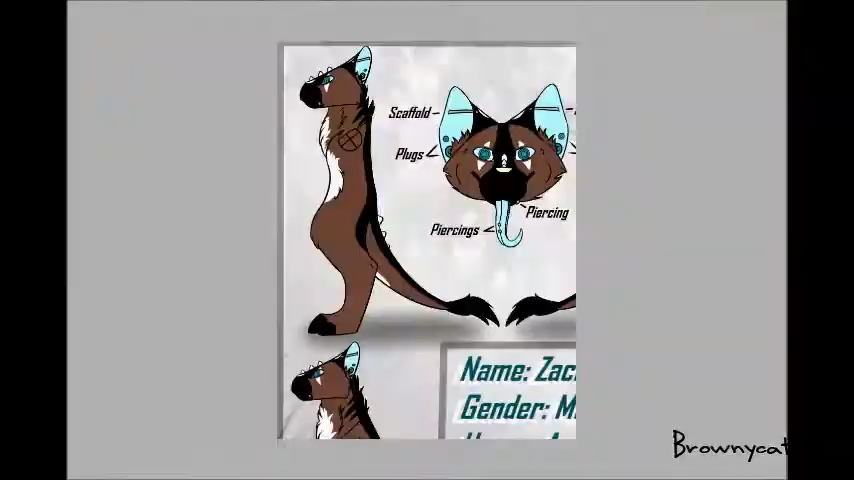 Scaffold
Plugs
Piercing
Piercings
Name: Zac
Gender: M
Brownycat